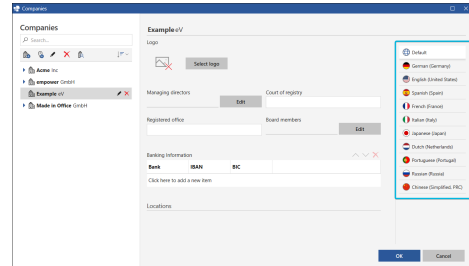 Companies
Companies
Search...
Acme Inc
empower GmbH
Example eV
Made in Office GmbH
Example eV
Logo
Select logo
Managing directors
Edit
Court of registry
Registered office
Board members
Edit
Banking Information
Bank IBAN BIC
Click here to add a new item
Locations
Default
German (Germany)
English (United States)
Spanish (Spain)
French (France)
Italian (Italy)
Japanese (Japan)
Dutch (Netherlands)
Portuguese (Portugal)
Russian (Russia)
Chinese (Simplified, PRC)
OK Cancel